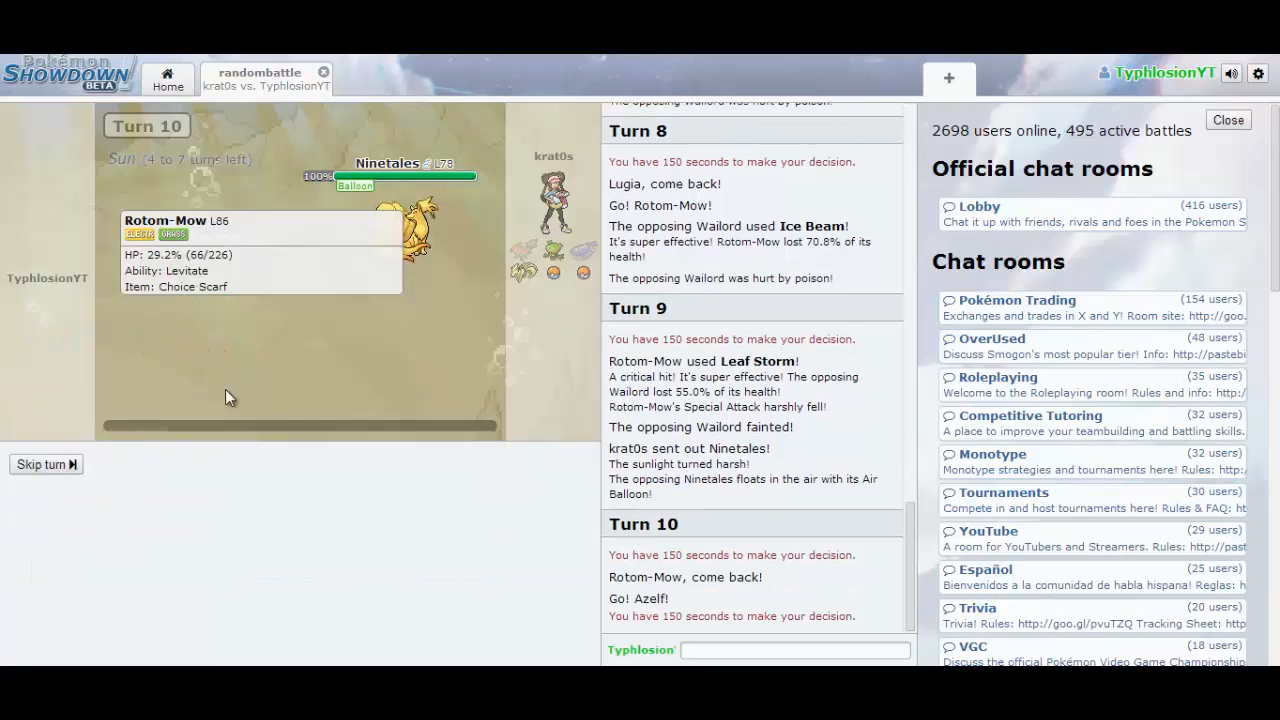 Pokémon
SHOWDOWN
BETA
Home
randombattle
krat0s vs. TyphlosionYT
+
TyphlosionYT
Turn 10
Sun (4 to 7 turns left)
Ninetales L78
100%
Balloon
Rotom-Mow L86
ELECTR GRASS
HP: 29.2% (66/226)
Ability: Levitate
Item: Choice Scarf
TyphlosionYT
krat0s
Skip turn
The opposing Wailord was hurt by poison!
Turn 8
You have 150 seconds to make your decision.
Lugia, come back!
Go! Rotom-Mow!
The opposing Wailord used Ice Beam!
It's super effective! Rotom-Mow lost 70.8% of its
health!
The opposing Wailord was hurt by poison!
Turn 9
You have 150 seconds to make your decision.
Rotom-Mow used Leaf Storm!
A critical hit! It's super effective! The opposing
Wailord lost 55.0% of its health!
Rotom-Mow's Special Attack harshly fell!
The opposing Wailord fainted!
krat0s sent out Ninetales!
The sunlight turned harsh!
The opposing Ninetales floats in the air with its Air
Balloon!
Turn 10
You have 150 seconds to make your decision.
Rotom-Mow, come back!
Go! Azelf!
You have 150 seconds to make your decision.
Typhlosion'
Close
2698 users online, 495 active battles
Official chat rooms
Lobby (416 users)
Chat it up with friends, rivals and foes in the Pokemon S
Chat rooms
Pokémon Trading (154 users)
Exchanges and trades in X and Y! Room site: http://goo.
OverUsed (48 users)
Discuss Smogon's most popular tier! Info: http://pastebi
Roleplaying (35 users)
Welcome to the Roleplaying room! Rules and info: http:/
Competitive Tutoring (32 users)
A place to improve your teambuilding and battling skills.
Monotype (32 users)
Monotype strategies and tournaments here! Rules: http:
Tournaments (30 users)
Compete in and host tournaments here! Rules & FAQ: ht
YouTube (29 users)
A room for YouTubers and Streamers. Rules: http://past
Español (25 users)
Bienvenidos a la comunidad de habla hispana! Reglas: h
Trivia (20 users)
Trivia! Rules: http://goo.gl/pvuTZQ Tracking Sheet: http
VGC (18 users)
Discuss the official Pokémon Video Game Championship